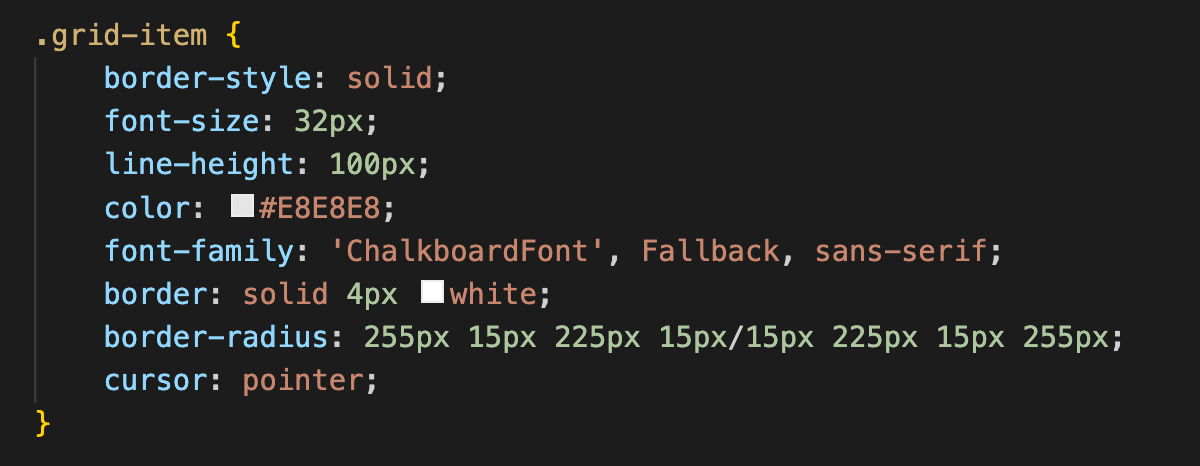 .grid-item {
    border-style: solid;
    font-size: 32px;
    line-height: 100px;
    color: #E8E8E8;
    font-family: 'ChalkboardFont', Fallback, sans-serif;
    border: solid 4px white;
    border-radius: 255px 15px 225px 15px/15px 225px 15px 255px;
    cursor: pointer;
}